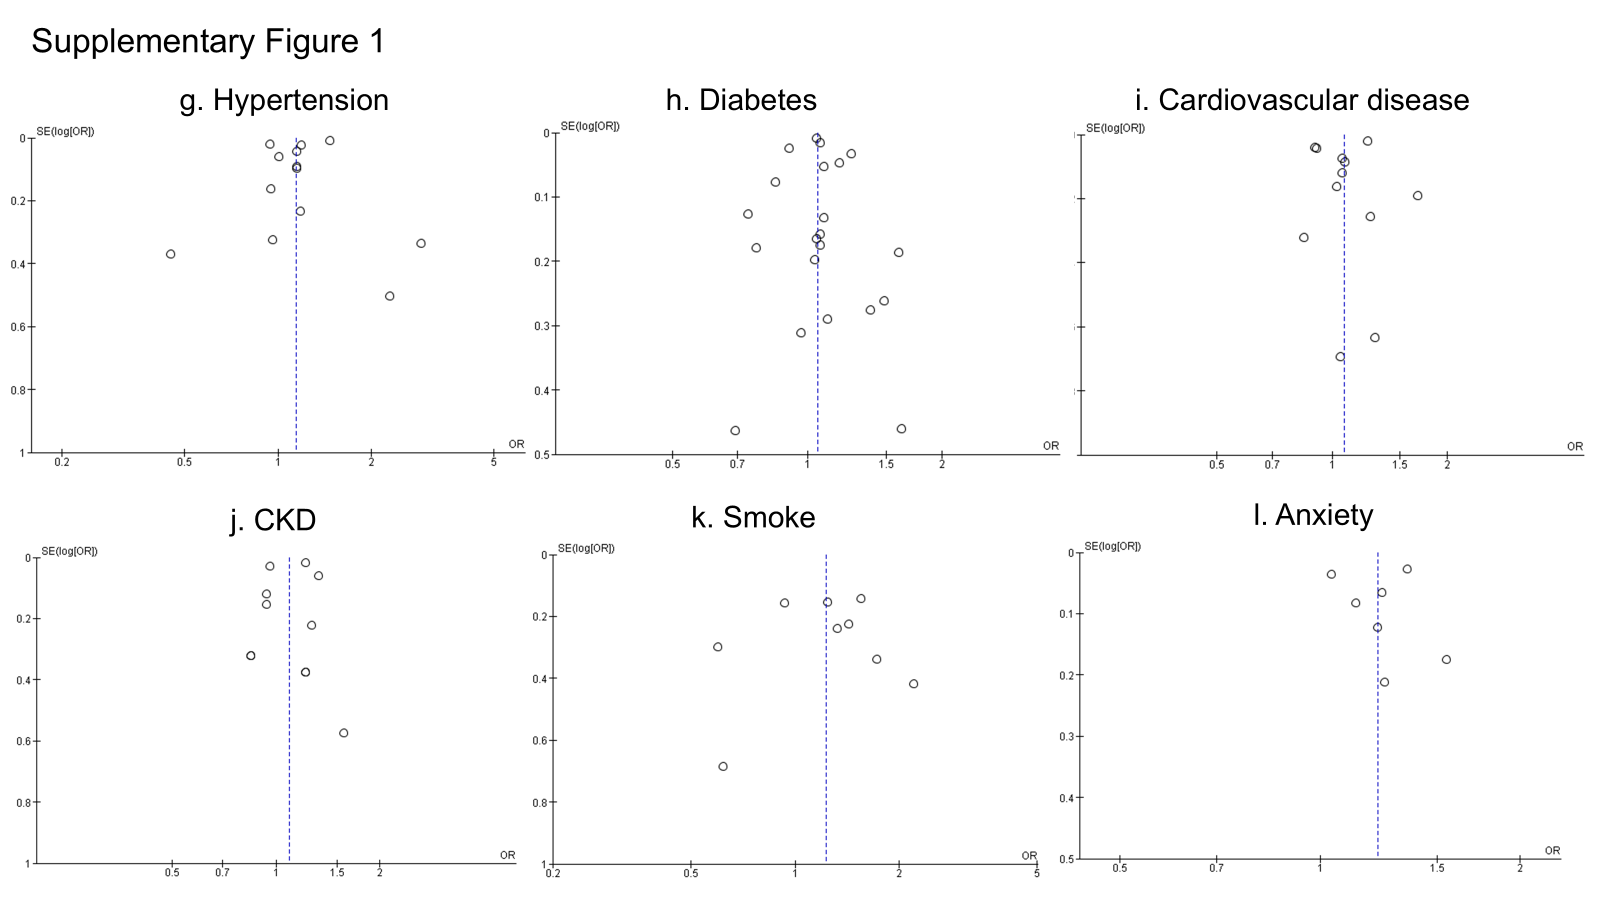 Supplementary Figure 1
g. Hypertension
SE(log[OR])
0
0.2
0.4
0.6
0.8
1
OR
0.2 0.5 1 2 5
h. Diabetes
SE(log[OR])
0
0.1
0.2
0.3
0.4
0.5
OR
0.5 0.7 1 1.5 2
i. Cardiovascular disease
SE(log[OR])
OR
0.5 0.7 1 1.5 2
j. CKD
SE(log[OR])
0
0.2
0.4
0.6
0.8
1
OR
0.5 0.7 1 1.5 2
k. Smoke
SE(log[OR])
0
0.2
0.4
0.6
0.8
1
OR
0.2 0.5 1 2 5
l. Anxiety
SE(log[OR])
0
0.1
0.2
0.3
0.4
0.5
OR
0.5 0.7 1 1.5 2